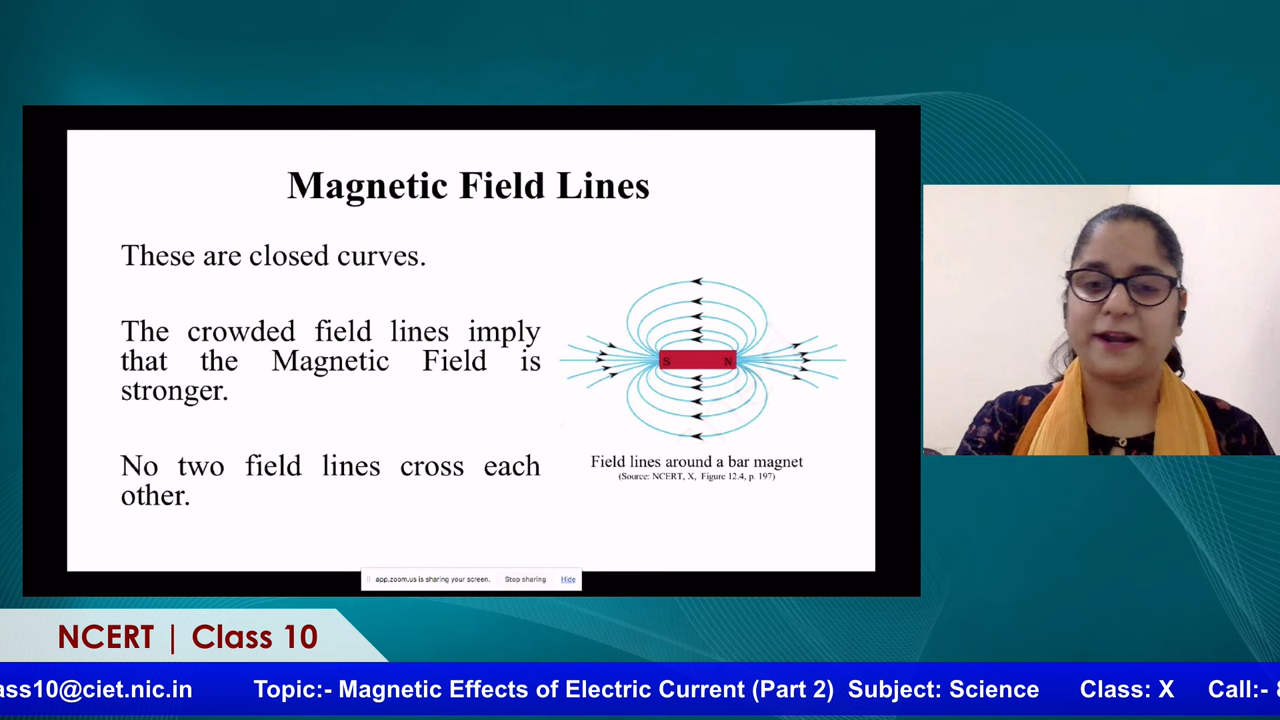 Magnetic Field Lines
These are closed curves.
The crowded field lines imply
that the Magnetic Field is
stronger.
No two field lines cross each
other.
S N
Field lines around a bar magnet
(Source: NCERT, X, Figure 12.4, p. 197)
app.zoom.us is sharing your screen. Stop sharing Hide
NCERT | Class 10
ass10@ciet.nic.in Topic:- Magnetic Effects of Electric Current (Part 2) Subject: Science Class: X Call:- 8